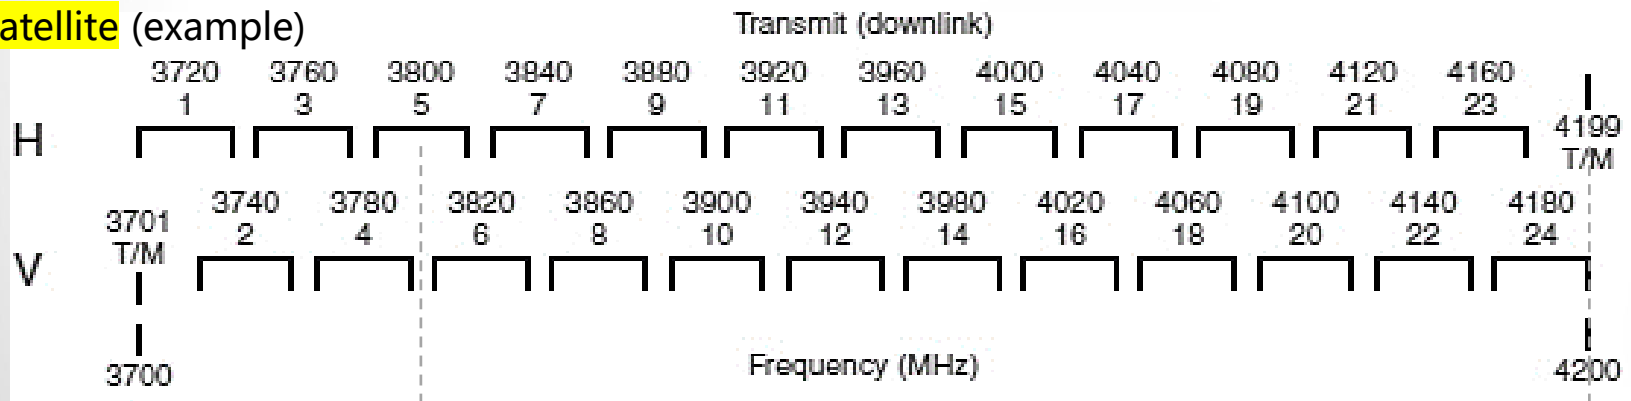 atellite (example)
Transmit (downlink)
3720 3760 3800 3840 3880 3920 3960 4000 4040 4080 4120 4160
1 3 5 7 9 11 13 15 17 19 21 23
H
4199
T/M
3740 3780 3820 3860 3900 3940 3980 4020 4060 4100 4140 4180
3701
2 4 6 8 10 12 14 16 18 20 22 24
T/M
V
Frequency (MHz)
3700 4200